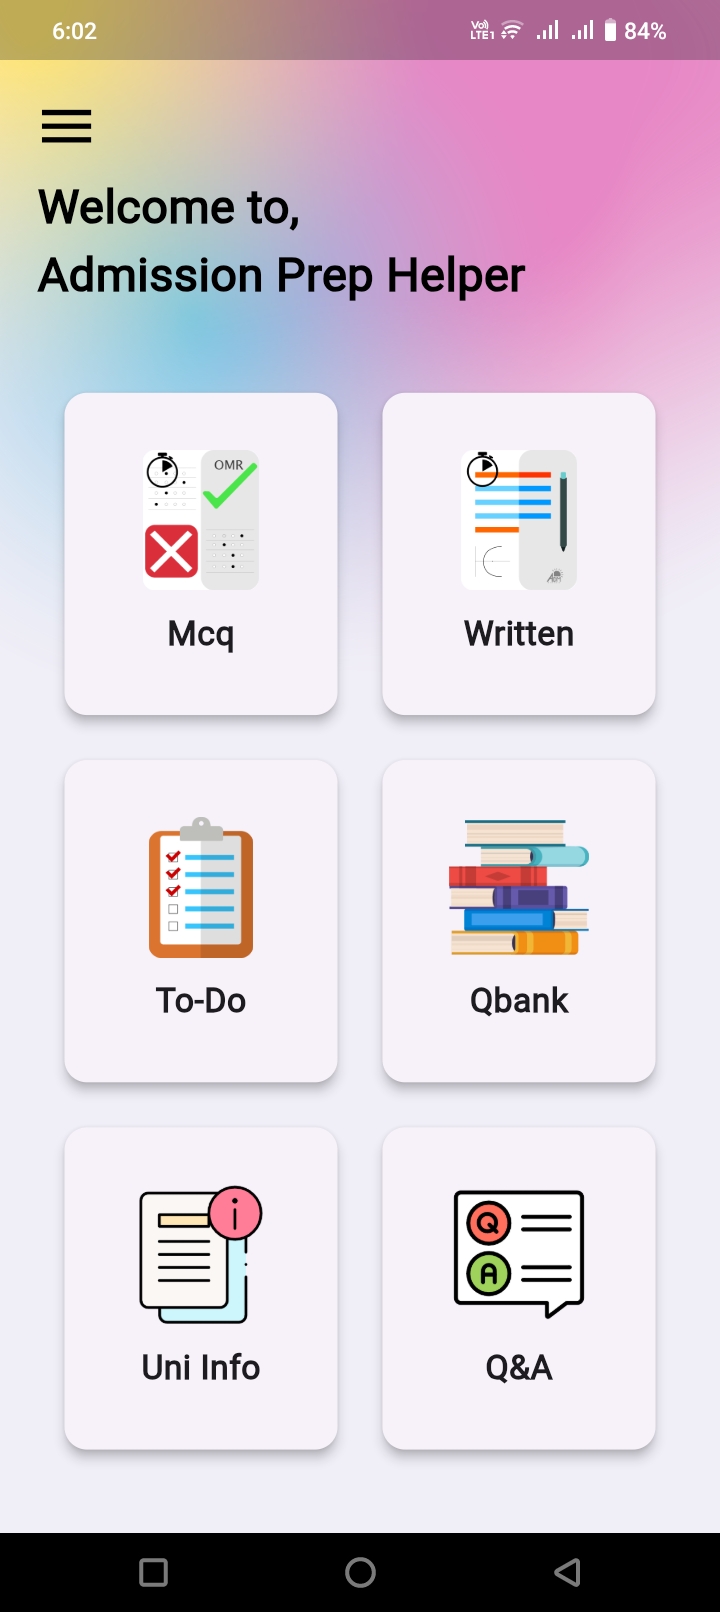 6:02
Vo)) LTE1 84%
Welcome to,
Admission Prep Helper
OMR
Mcq
Written
To-Do
Qbank
i
Uni Info
Q
A
Q&A